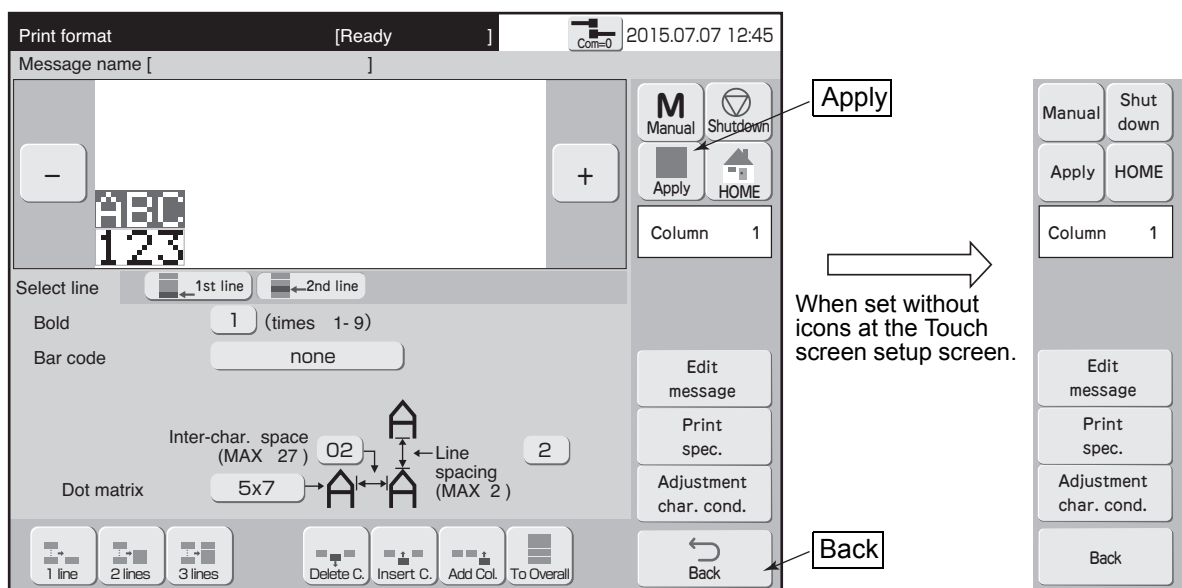 Print format [Ready ] Com=0 2015.07.07 12:45
Message name [ ]
M
Manual
Shutdown
Apply
HOME
Column 1
−
+
ABC
123
Select line 1st line 2nd line
Bold 1 (times 1-9)
Bar code none
Inter-char. space
(MAX 27) 02
Line
spacing
(MAX 2) 2
Dot matrix 5x7
Edit
message
Print
spec.
Adjustment
char. cond.
1 line
2 lines
3 lines
Delete C.
Insert C.
Add Col.
To Overall
Back
Apply
Back
When set without
icons at the Touch
screen setup screen.
Manual
Shut
down
Apply
HOME
Column 1
Edit
message
Print
spec.
Adjustment
char. cond.
Back